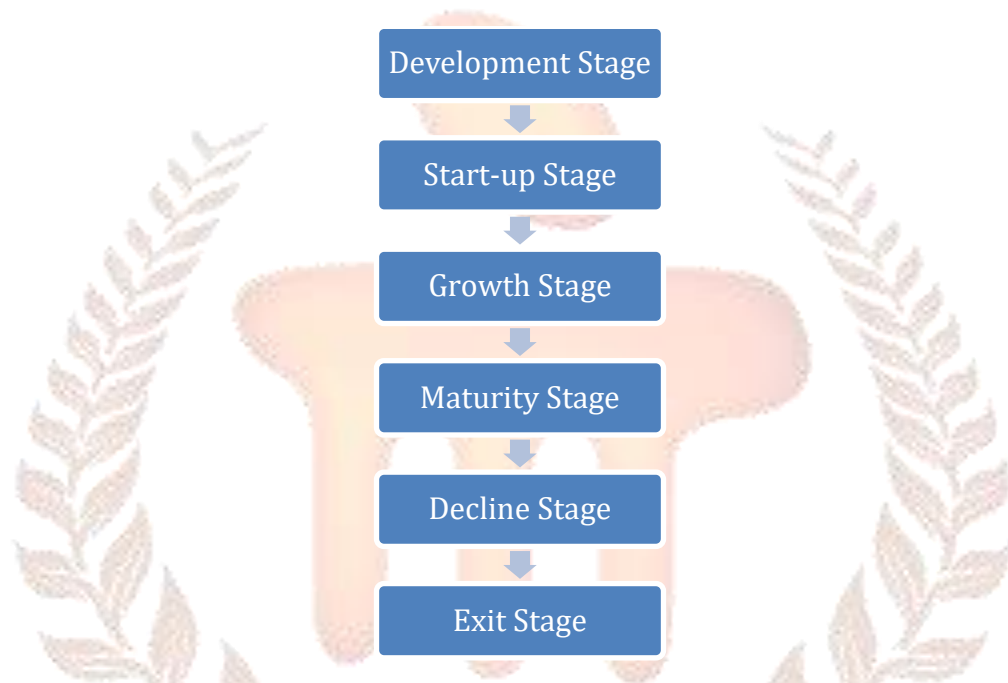 Development Stage
Start-up Stage
Growth Stage
Maturity Stage
Decline Stage
Exit Stage